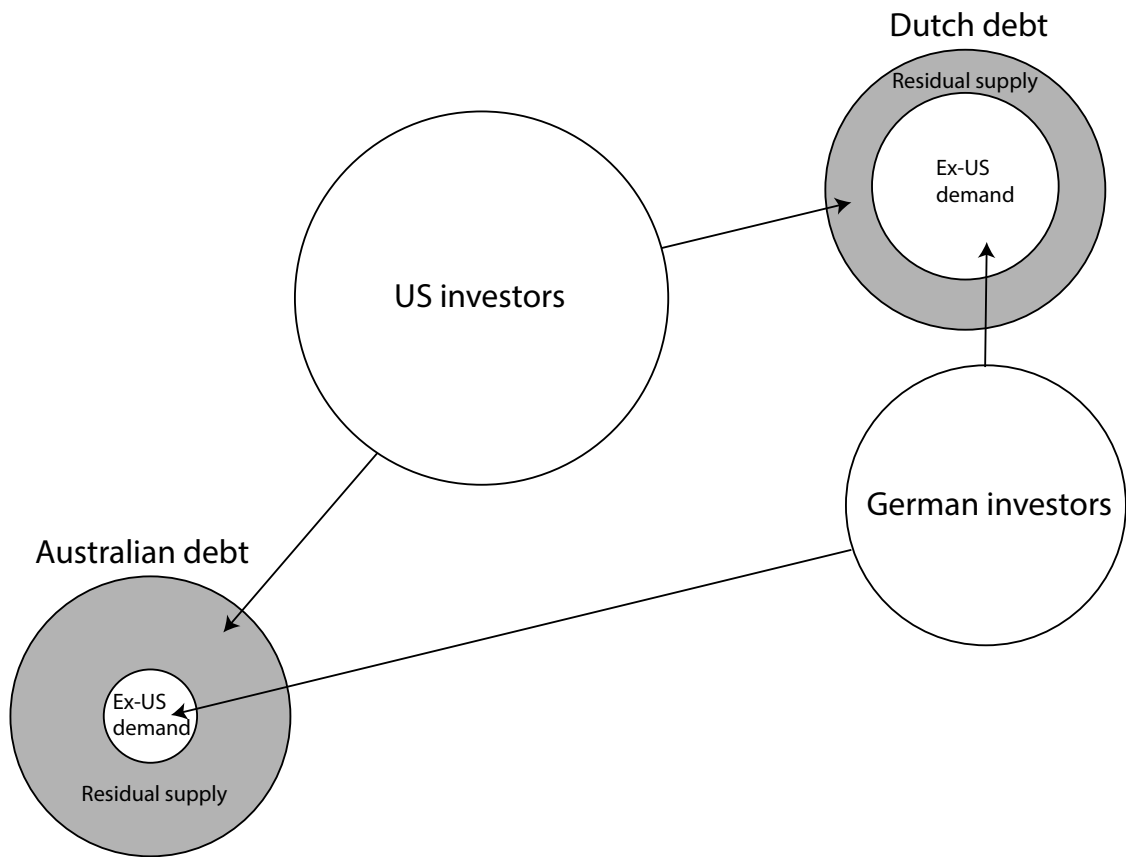 Dutch debt
Residual supply
Ex-US
demand
US investors
German investors
Australian debt
Ex-US
demand
Residual supply